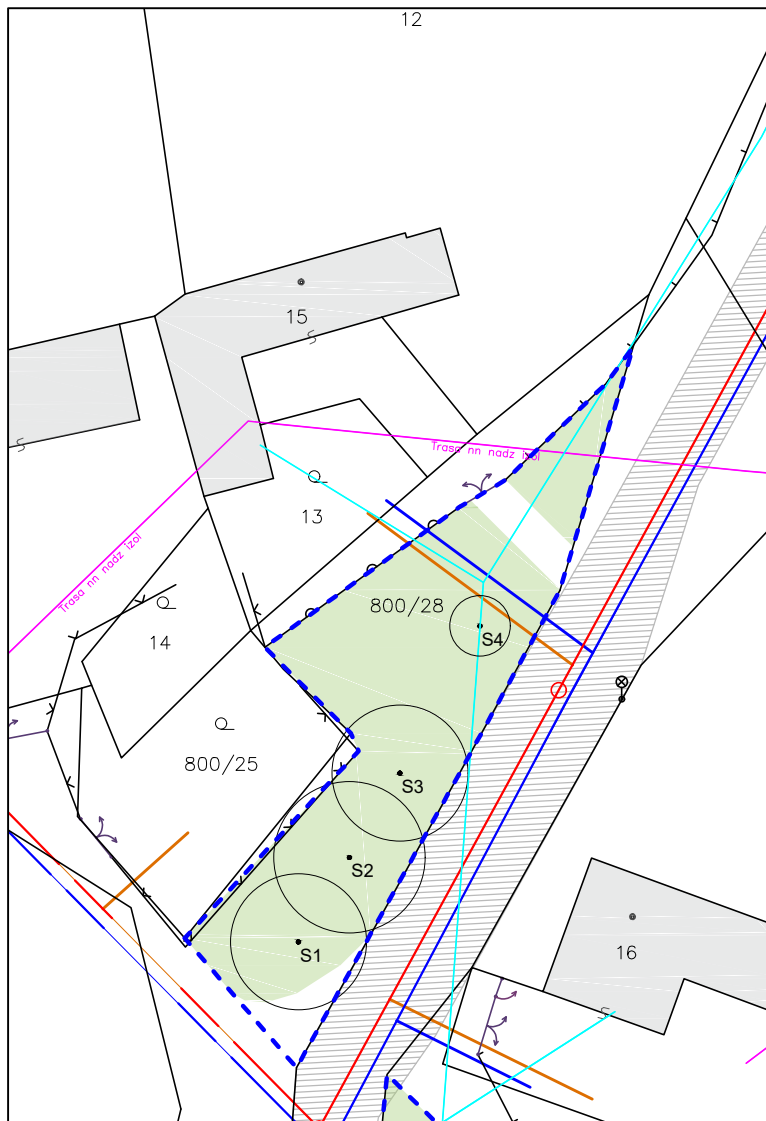 12
15
Trasa nn nadz izol
13
Trasa nn nadz izol
800/28
14
S4
800/25
S3
S2
S1
16